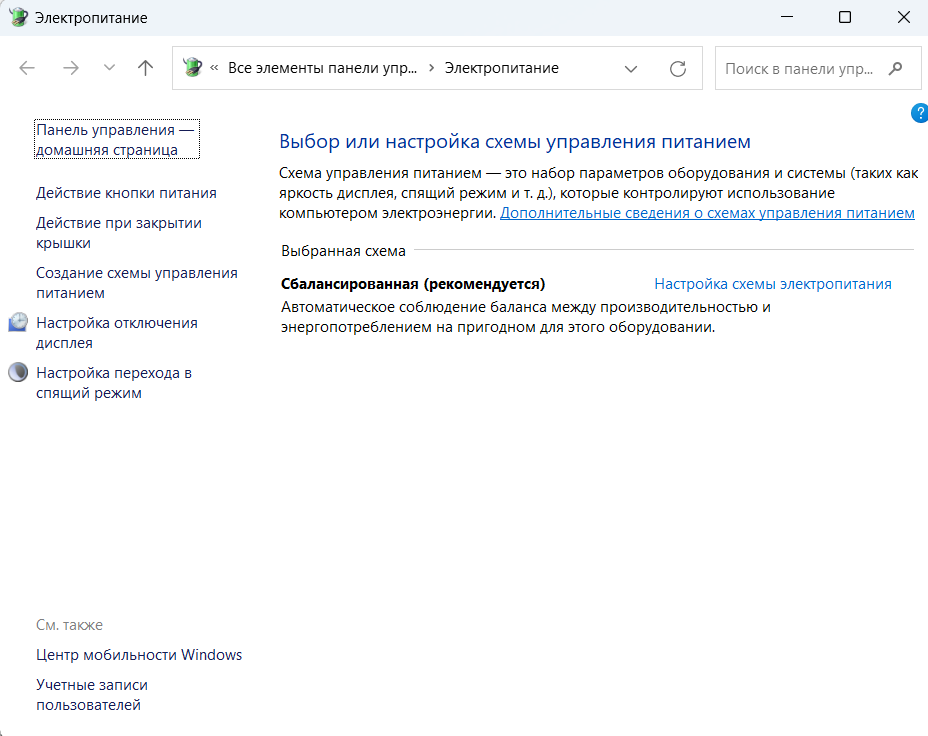 Электропитание
« Все элементы панели упр... › Электропитание
Поиск в панели упр...
?
Панель управления —
домашняя страница
Действие кнопки питания
Действие при закрытии
крышки
Создание схемы управления
питанием
Настройка отключения
дисплея
Настройка перехода в
спящий режим
Выбор или настройка схемы управления питанием
Схема управления питанием — это набор параметров оборудования и системы (таких как
яркость дисплея, спящий режим и т. д.), которые контролируют использование
компьютером электроэнергии. Дополнительные сведения о схемах управления питанием
Выбранная схема
Сбалансированная (рекомендуется) Настройка схемы электропитания
Автоматическое соблюдение баланса между производительностью и
энергопотреблением на пригодном для этого оборудовании.
См. также
Центр мобильности Windows
Учетные записи
пользователей